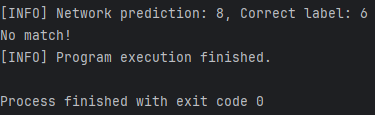 [INFO] Network prediction: 8, Correct label: 6
No match!
[INFO] Program execution finished.
Process finished with exit code 0